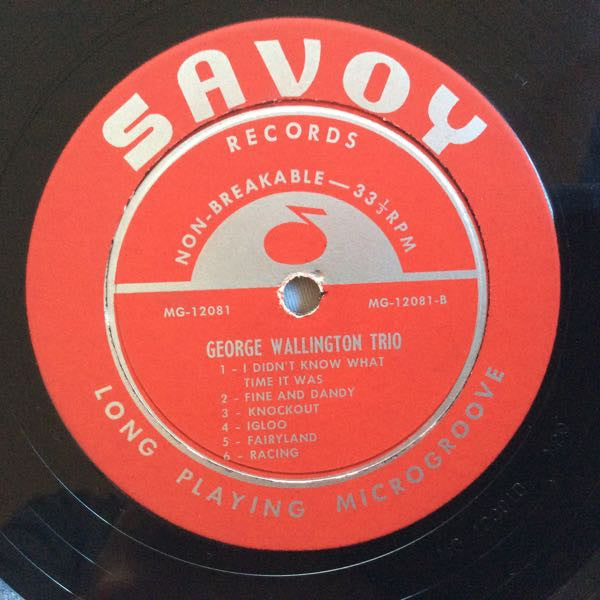 SAVOY
RECORDS
NON-BREAKABLE — 33⅓ RPM
MG-12081
MG-12081-B
GEORGE WALLINGTON TRIO
1 - I DIDN'T KNOW WHAT
TIME IT WAS
2 - FINE AND DANDY
3 - KNOCKOUT
4 - IGLOO
5 - FAIRYLAND
6 - RACING
LONG PLAYING MICROGROOVE